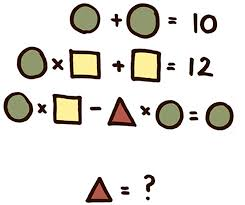 + = 10
× + = 12
× - × =
= ?